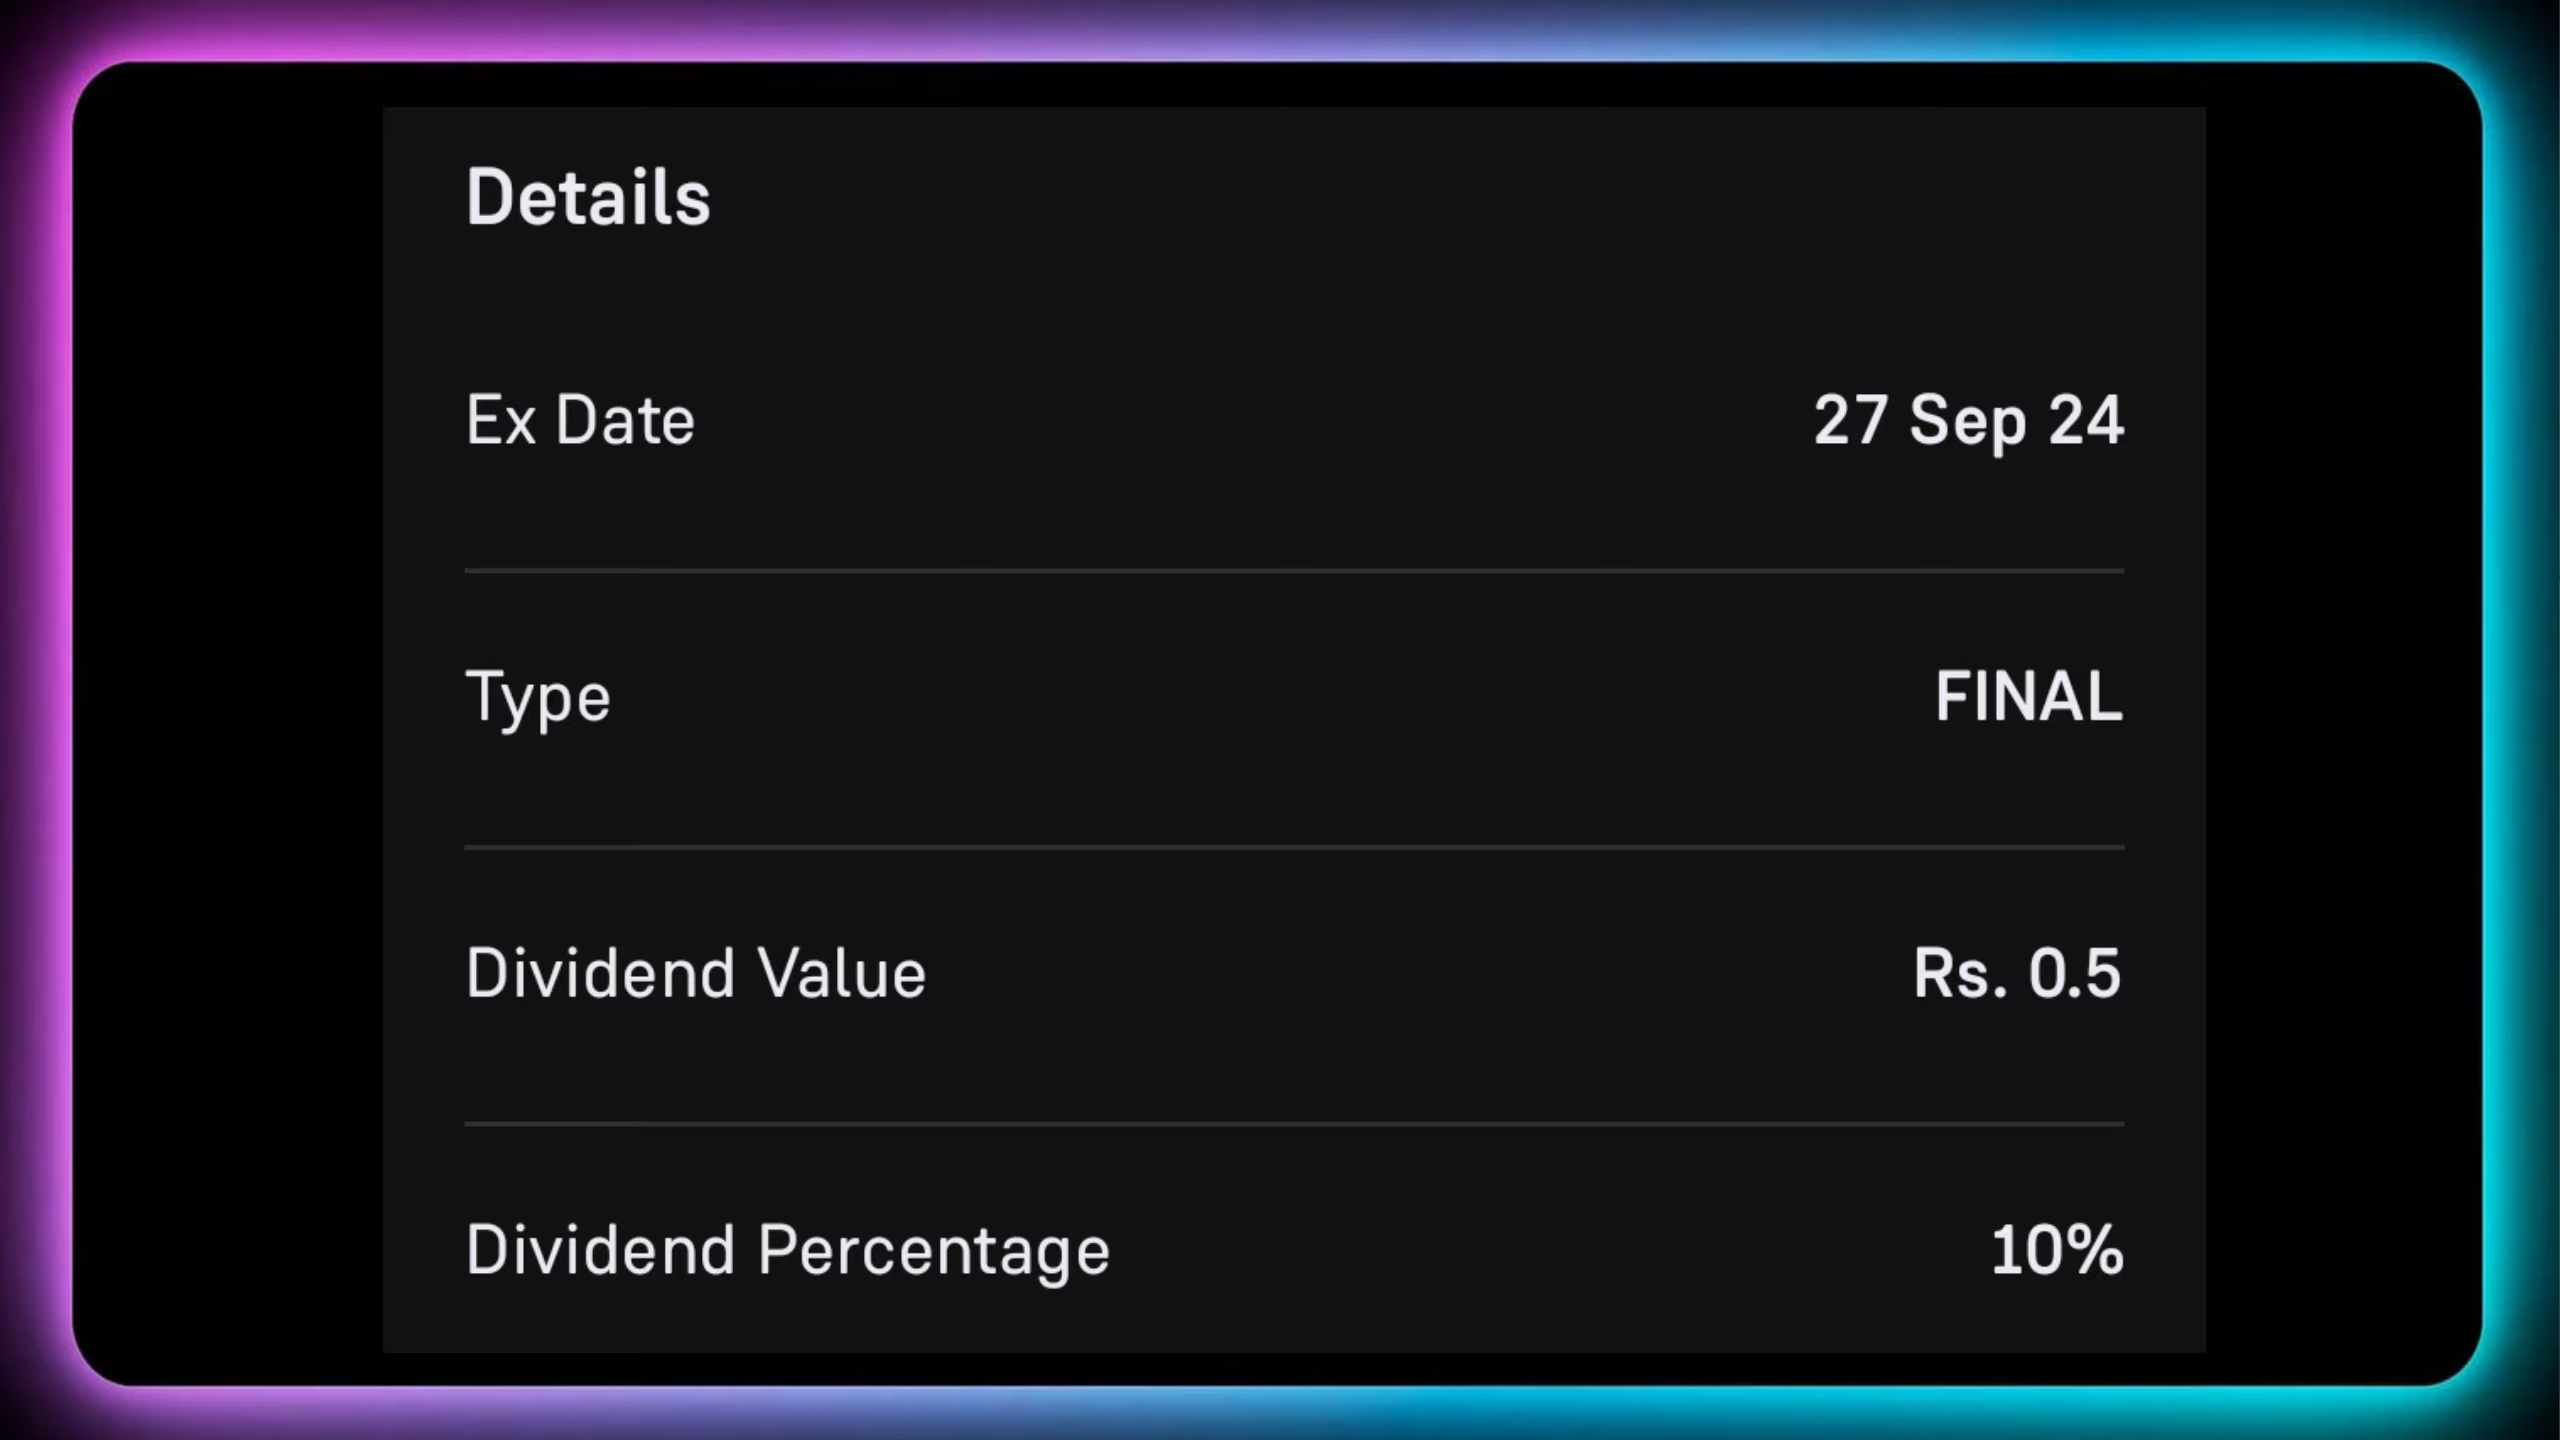 Details
Ex Date 27 Sep 24
Type FINAL
Dividend Value Rs. 0.5
Dividend Percentage 10%